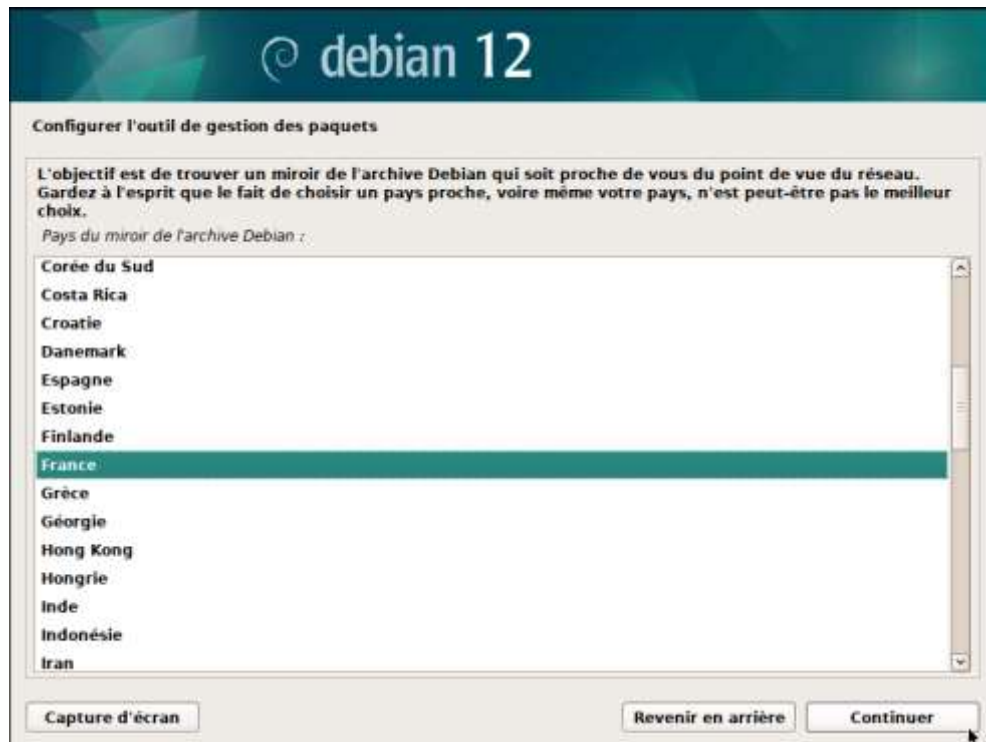 debian 12
Configurer l'outil de gestion des paquets
L'objectif est de trouver un miroir de l'archive Debian qui soit proche de vous du point de vue du réseau.
Gardez à l'esprit que le fait de choisir un pays proche, voire même votre pays, n'est peut-être pas le meilleur
choix.
Pays du miroir de l'archive Debian :
Corée du Sud
Costa Rica
Croatie
Danemark
Espagne
Estonie
Finlande
France
Grèce
Géorgie
Hong Kong
Hongrie
Inde
Indonésie
Iran
Capture d'écran
Revenir en arrière
Continuer